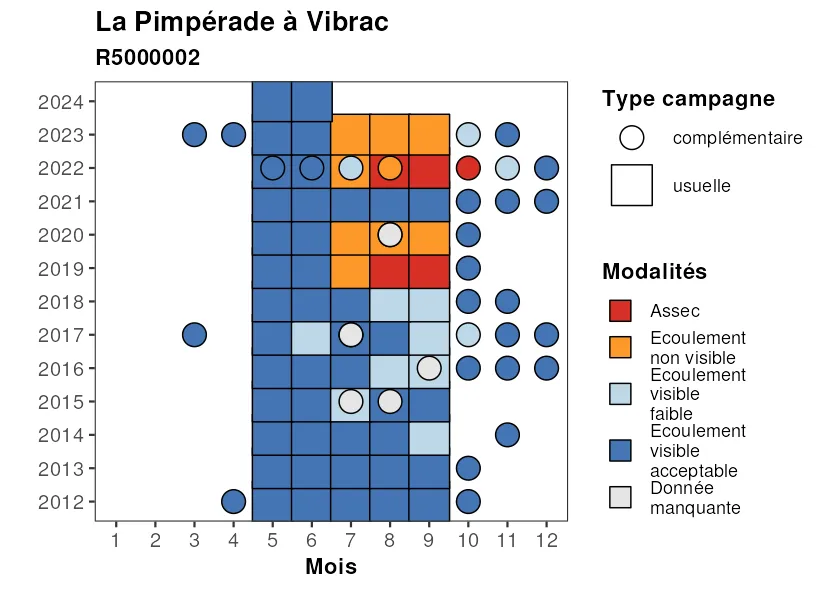 La Pimpérade à Vibrac
R5000002
2024
2023
2022
2021
2020
2019
2018
2017
2016
2015
2014
2013
2012
1 2 3 4 5 6 7 8 9 10 11 12
Mois
Type campagne
complémentaire
usuelle
Modalités
Assec
Ecoulement
non visible
Ecoulement
visible
faible
Ecoulement
visible
acceptable
Donnée
manquante